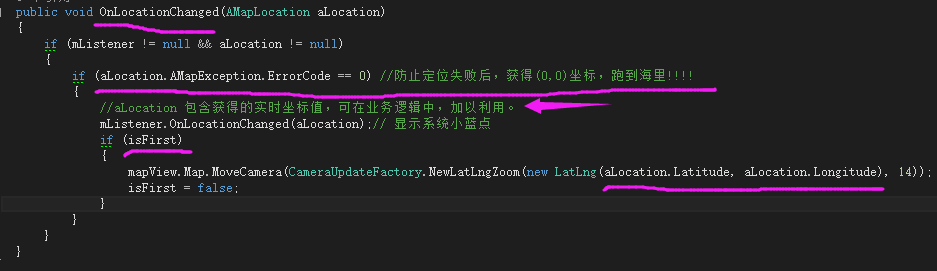 public void OnLocationChanged(AMapLocation aLocation)
{
if (mListener != null && aLocation != null)
{
if (aLocation.AMapException.ErrorCode == 0) //防止定位失败后，获得(0,0)坐标，跑到海里!!!!
{
//aLocation 包含获得的实时坐标值，可在业务逻辑中，加以利用。
mListener.OnLocationChanged(aLocation);// 显示系统小蓝点
if (isFirst)
{
mapView.Map.MoveCamera(CameraUpdateFactory.NewLatLngZoom(new LatLng(aLocation.Latitude, aLocation.Longitude), 14));
isFirst = false;
}
}
}
}